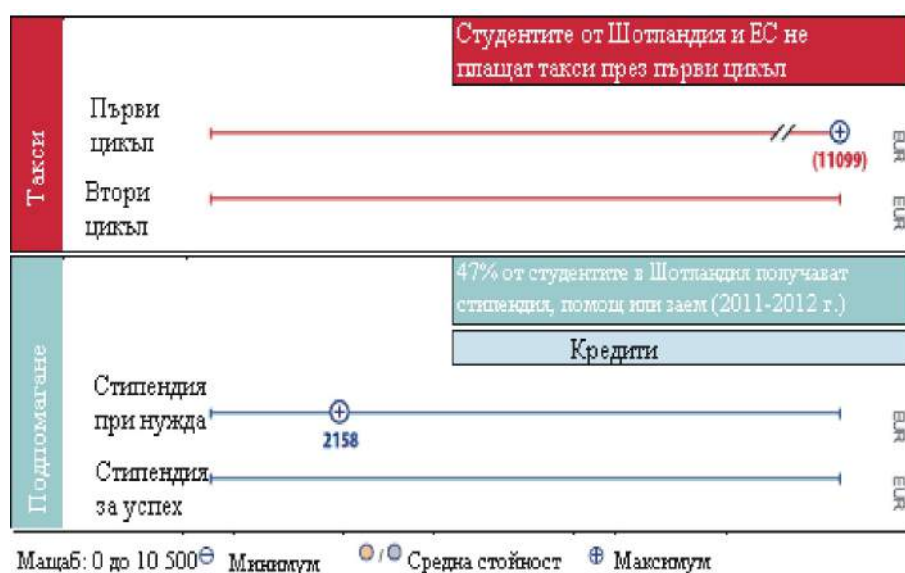 Студентите от Шотландия и ЕС не
плащат такси през първи цикъл
Такси
Първи
цикъл
(11099)
EUR
Втори
цикъл
EUR
47% от студентите в Шотландия получават
стипендия, помощ или заем (2011-2012 г.)
Кредити
Подпомагане
Стипендия
при нужда
2158
EUR
Стипендия
за успех
EUR
Мащаб: 0 до 10 500 Минимум / Средна стойност Максимум